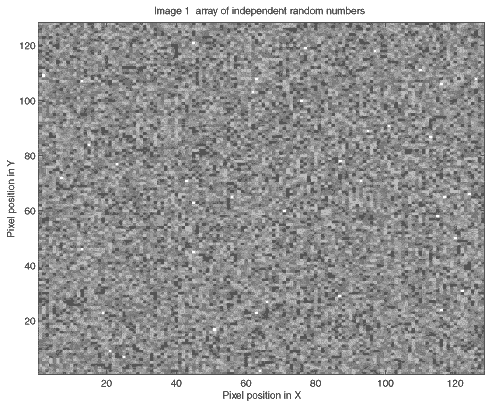 Image 1 array of independent random numbers
120
100
80
60
40
20
Pixel position in Y
20 40 60 80 100 120
Pixel position in X